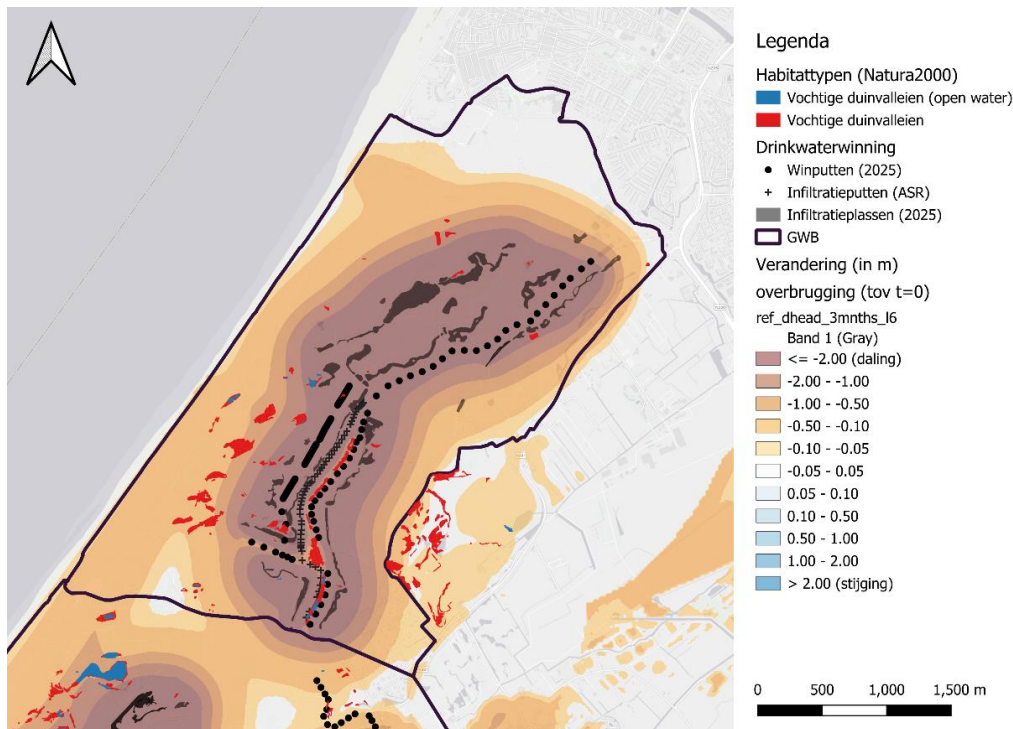 Legenda
Habitattypen (Natura2000)
Vochtige duinvalleien (open water)
Vochtige duinvalleien
Drinkwaterwinning
Winputten (2025)
Infiltratieputten (ASR)
Infiltratieplassen (2025)
GWB
Verandering (in m)
overbrugging (tov t=0)
ref_dhead_3mnths_l6
Band 1 (Gray)
<= -2.00 (daling)
-2.00 - -1.00
-1.00 - -0.50
-0.50 - -0.10
-0.10 - -0.05
-0.05 - 0.05
0.05 - 0.10
0.10 - 0.50
0.50 - 1.00
1.00 - 2.00
> 2.00 (stijging)
0 500 1,000 1,500 m